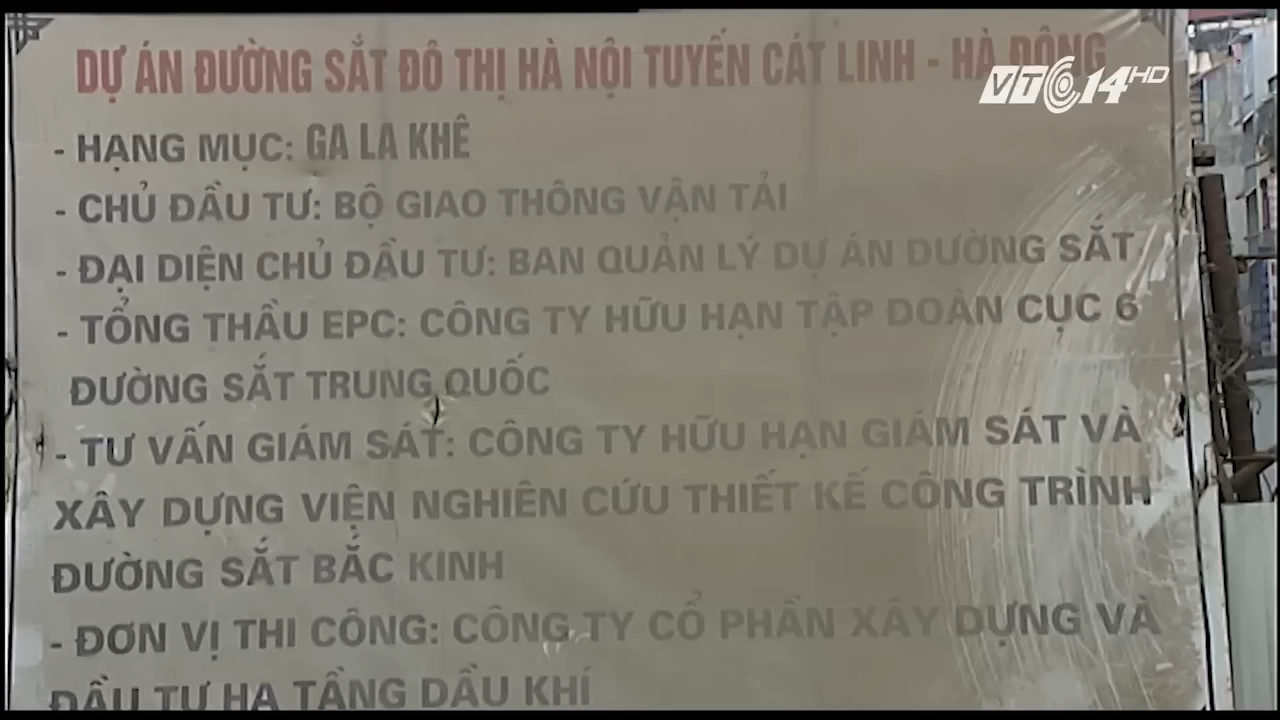 DỰ ÁN ĐƯỜNG SẮT ĐÔ THỊ HÀ NỘI TUYẾN CÁT LINH - HÀ ĐÔNG
VTC14HD
- HẠNG MỤC: GA LA KHÊ
- CHỦ ĐẦU TƯ: BỘ GIAO THÔNG VẬN TẢI
- ĐẠI DIỆN CHỦ ĐẦU TƯ: BAN QUẢN LÝ DỰ ÁN ĐƯỜNG SẮT
- TỔNG THẦU EPC: CÔNG TY HỮU HẠN TẬP ĐOÀN CỤC 6
ĐƯỜNG SẮT TRUNG QUỐC
- TƯ VẤN GIÁM SÁT: CÔNG TY HỮU HẠN GIÁM SÁT VÀ
XÂY DỰNG VIỆN NGHIÊN CỨU THIẾT KẾ CÔNG TRÌNH
ĐƯỜNG SẮT BẮC KINH
- ĐƠN VỊ THI CÔNG: CÔNG TY CỔ PHẦN XÂY DỰNG VÀ
ĐẦU TƯ HẠ TẦNG DẦU KHÍ